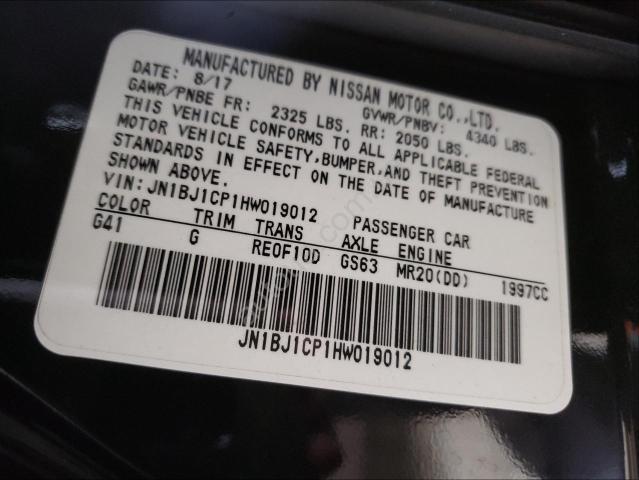 MANUFACTURED BY NISSAN MOTOR CO.,LTD.
DATE: 8/17 GVWR/PNBV: 4340 LBS.
GAWR/PNBE FR: 2325 LBS. RR: 2050 LBS.
THIS VEHICLE CONFORMS TO ALL APPLICABLE FEDERAL
MOTOR VEHICLE SAFETY,BUMPER,AND THEFT PREVENTION
STANDARDS IN EFFECT ON THE DATE OF MANUFACTURE
SHOWN ABOVE.
VIN: JN1BJ1CP1HW019012 PASSENGER CAR
COLOR TRIM TRANS AXLE ENGINE
G41 G RE0F10D GS63 MR20(DD) 1997CC
JN1BJ1CP1HW019012